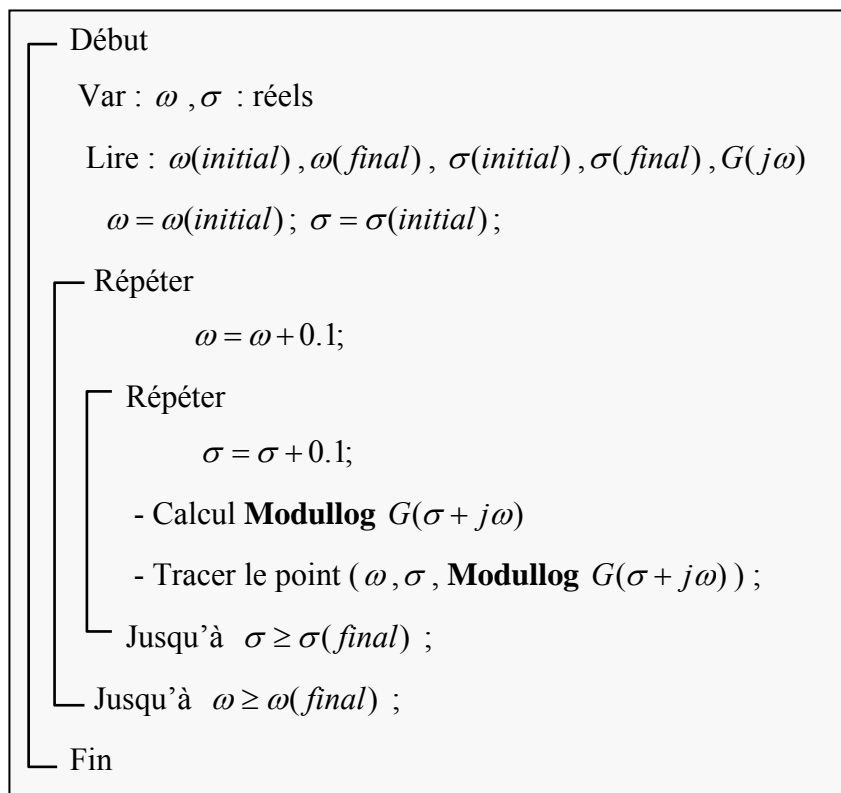 Début
Var : ω , σ : réels
Lire : ω(initial) , ω(final) , σ(initial) , σ(final) , G(jω)
ω = ω(initial) ; σ = σ(initial) ;
Répéter
ω = ω + 0.1;
Répéter
σ = σ + 0.1;
- Calcul Modullog G(σ + jω)
- Tracer le point ( ω , σ , Modullog G(σ + jω) ) ;
Jusqu'à σ ≥ σ(final) ;
Jusqu'à ω ≥ ω(final) ;
Fin